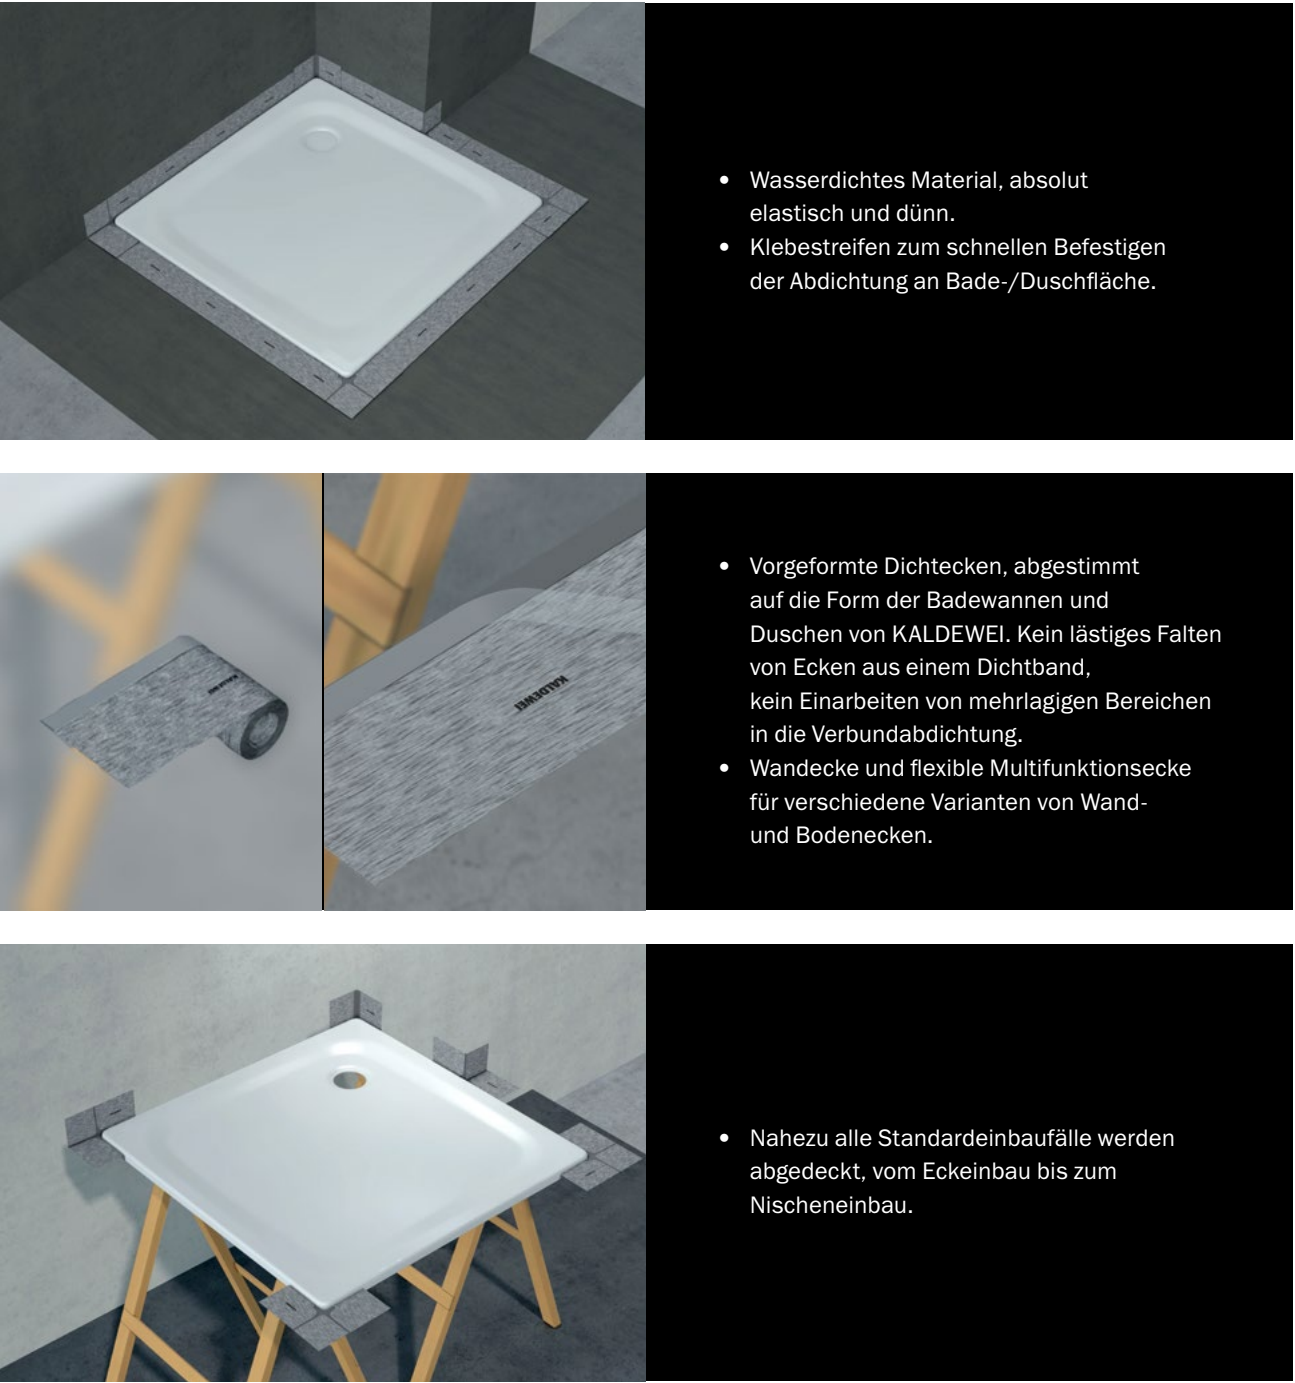 • Wasserdichtes Material, absolut
elastisch und dünn.
• Klebestreifen zum schnellen Befestigen
der Abdichtung an Bade-/Duschfläche.
KALDEWEI
• Vorgeformte Dichtecken, abgestimmt
auf die Form der Badewannen und
Duschen von KALDEWEI. Kein lästiges Falten
von Ecken aus einem Dichtband,
kein Einarbeiten von mehrlagigen Bereichen
in die Verbundabdichtung.
• Wandecke und flexible Multifunktionsecke
für verschiedene Varianten von Wand-
und Bodenecken.
• Nahezu alle Standardeinbaufälle werden
abgedeckt, vom Eckeinbau bis zum
Nischeneinbau.